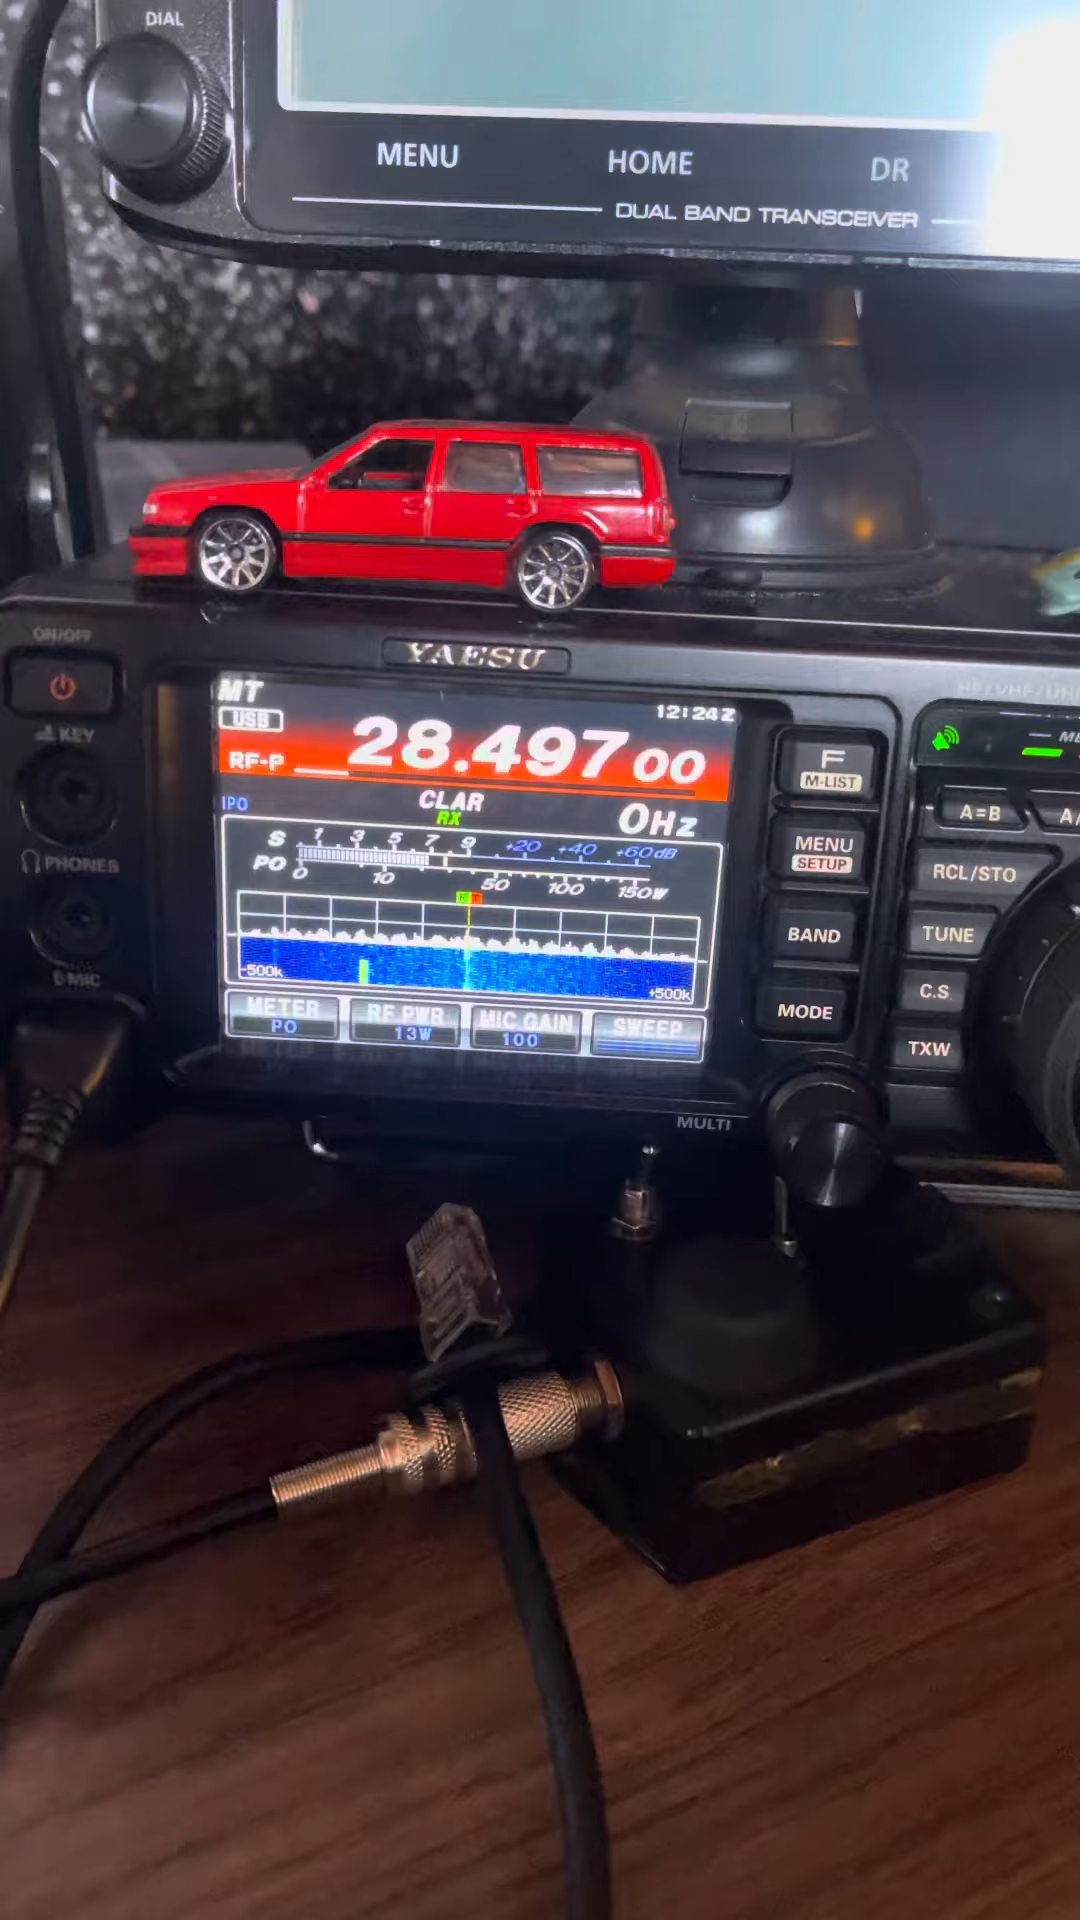 DIAL
MENU HOME DR
DUAL BAND TRANSCEIVER
ON/OFF
YAESU
HF/VHF/UHF
MT
USB
12:24Z
RF-P 28.497 00
IPO
CLAR
RX
0Hz
S 1 3 5 7 9 +20 +40 +60dB
PO 0 10 50 100 150W
-500k +500k
METER
PO
RF PWR
13W
MIC GAIN
100
SWEEP
KEY
PHONES
MIC
F
M-LIST
MENU
SETUP
BAND
MODE
A=B
RCL/STO
TUNE
C.S
TXW
MULTI